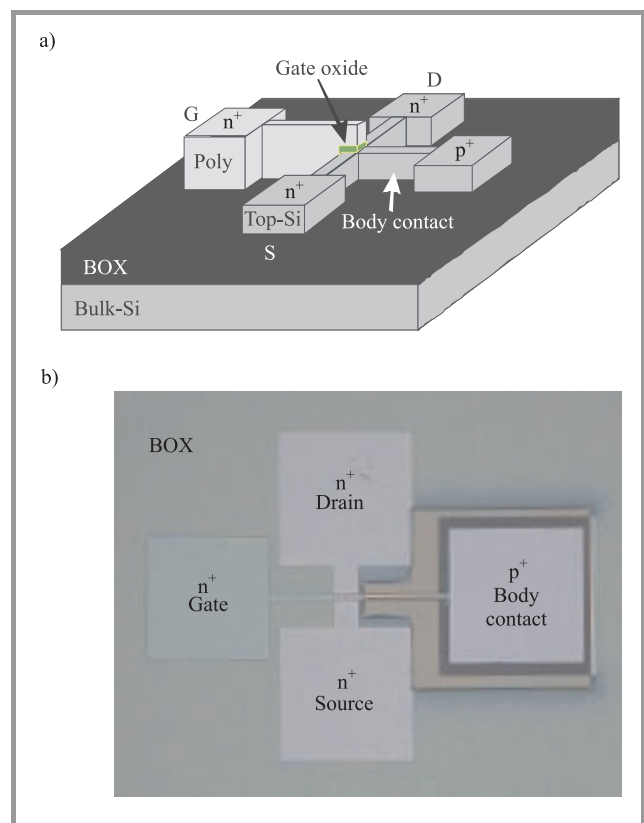 a)
Gate oxide
D
G
n+
n+
Poly
p+
n+
Top-Si
Body contact
S
BOX
Bulk-Si
b)
BOX
n+
Drain
n+
Gate
p+
Body
contact
n+
Source